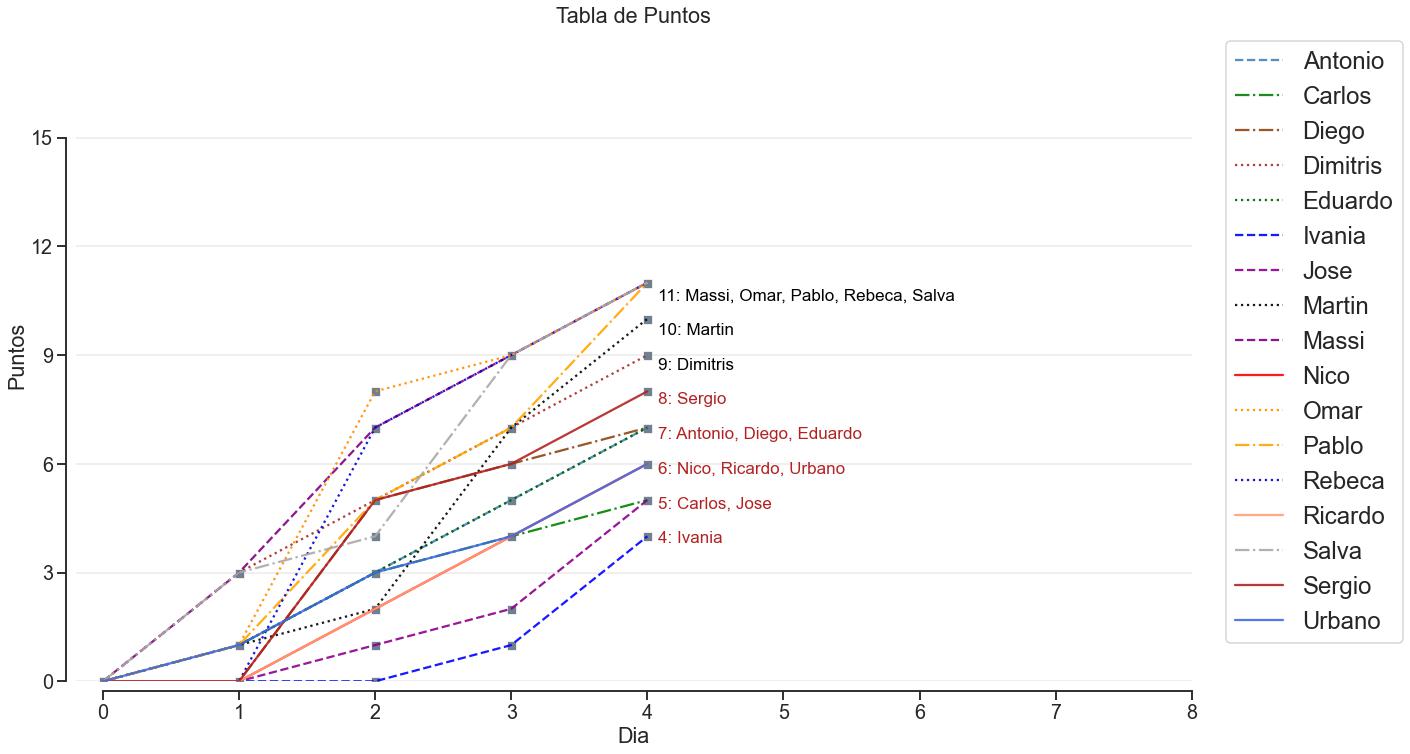 Tabla de Puntos
Antonio
Carlos
Diego
Dimitris
Eduardo
Ivania
Jose
Martin
Massi
Nico
Omar
Pablo
Rebeca
Ricardo
Salva
Sergio
Urbano
Puntos
15
12
9
6
3
0
11: Massi, Omar, Pablo, Rebeca, Salva
10: Martin
9: Dimitris
8: Sergio
7: Antonio, Diego, Eduardo
6: Nico, Ricardo, Urbano
5: Carlos, Jose
4: Ivania
0 1 2 3 4 5 6 7 8
Dia